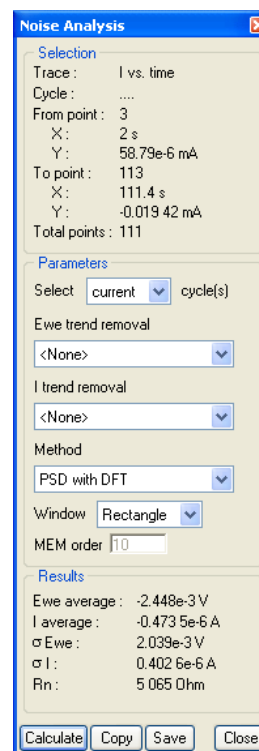 Noise Analysis
Selection
Trace : I vs. time
Cycle : ....
From point : 3
X : 2 s
Y : 58.79e-6 mA
To point : 113
X : 111.4 s
Y : -0.019 42 mA
Total points : 111
Parameters
Select current cycle(s)
Ewe trend removal
<None>
I trend removal
<None>
Method
PSD with DFT
Window Rectangle
MEM order 10
Results
Ewe average : -2.448e-3 V
I average : -0.473 5e-6 A
σ Ewe : 2.039e-3 V
σ I : 0.402 6e-6 A
Rn : 5 065 Ohm
Calculate Copy Save Close